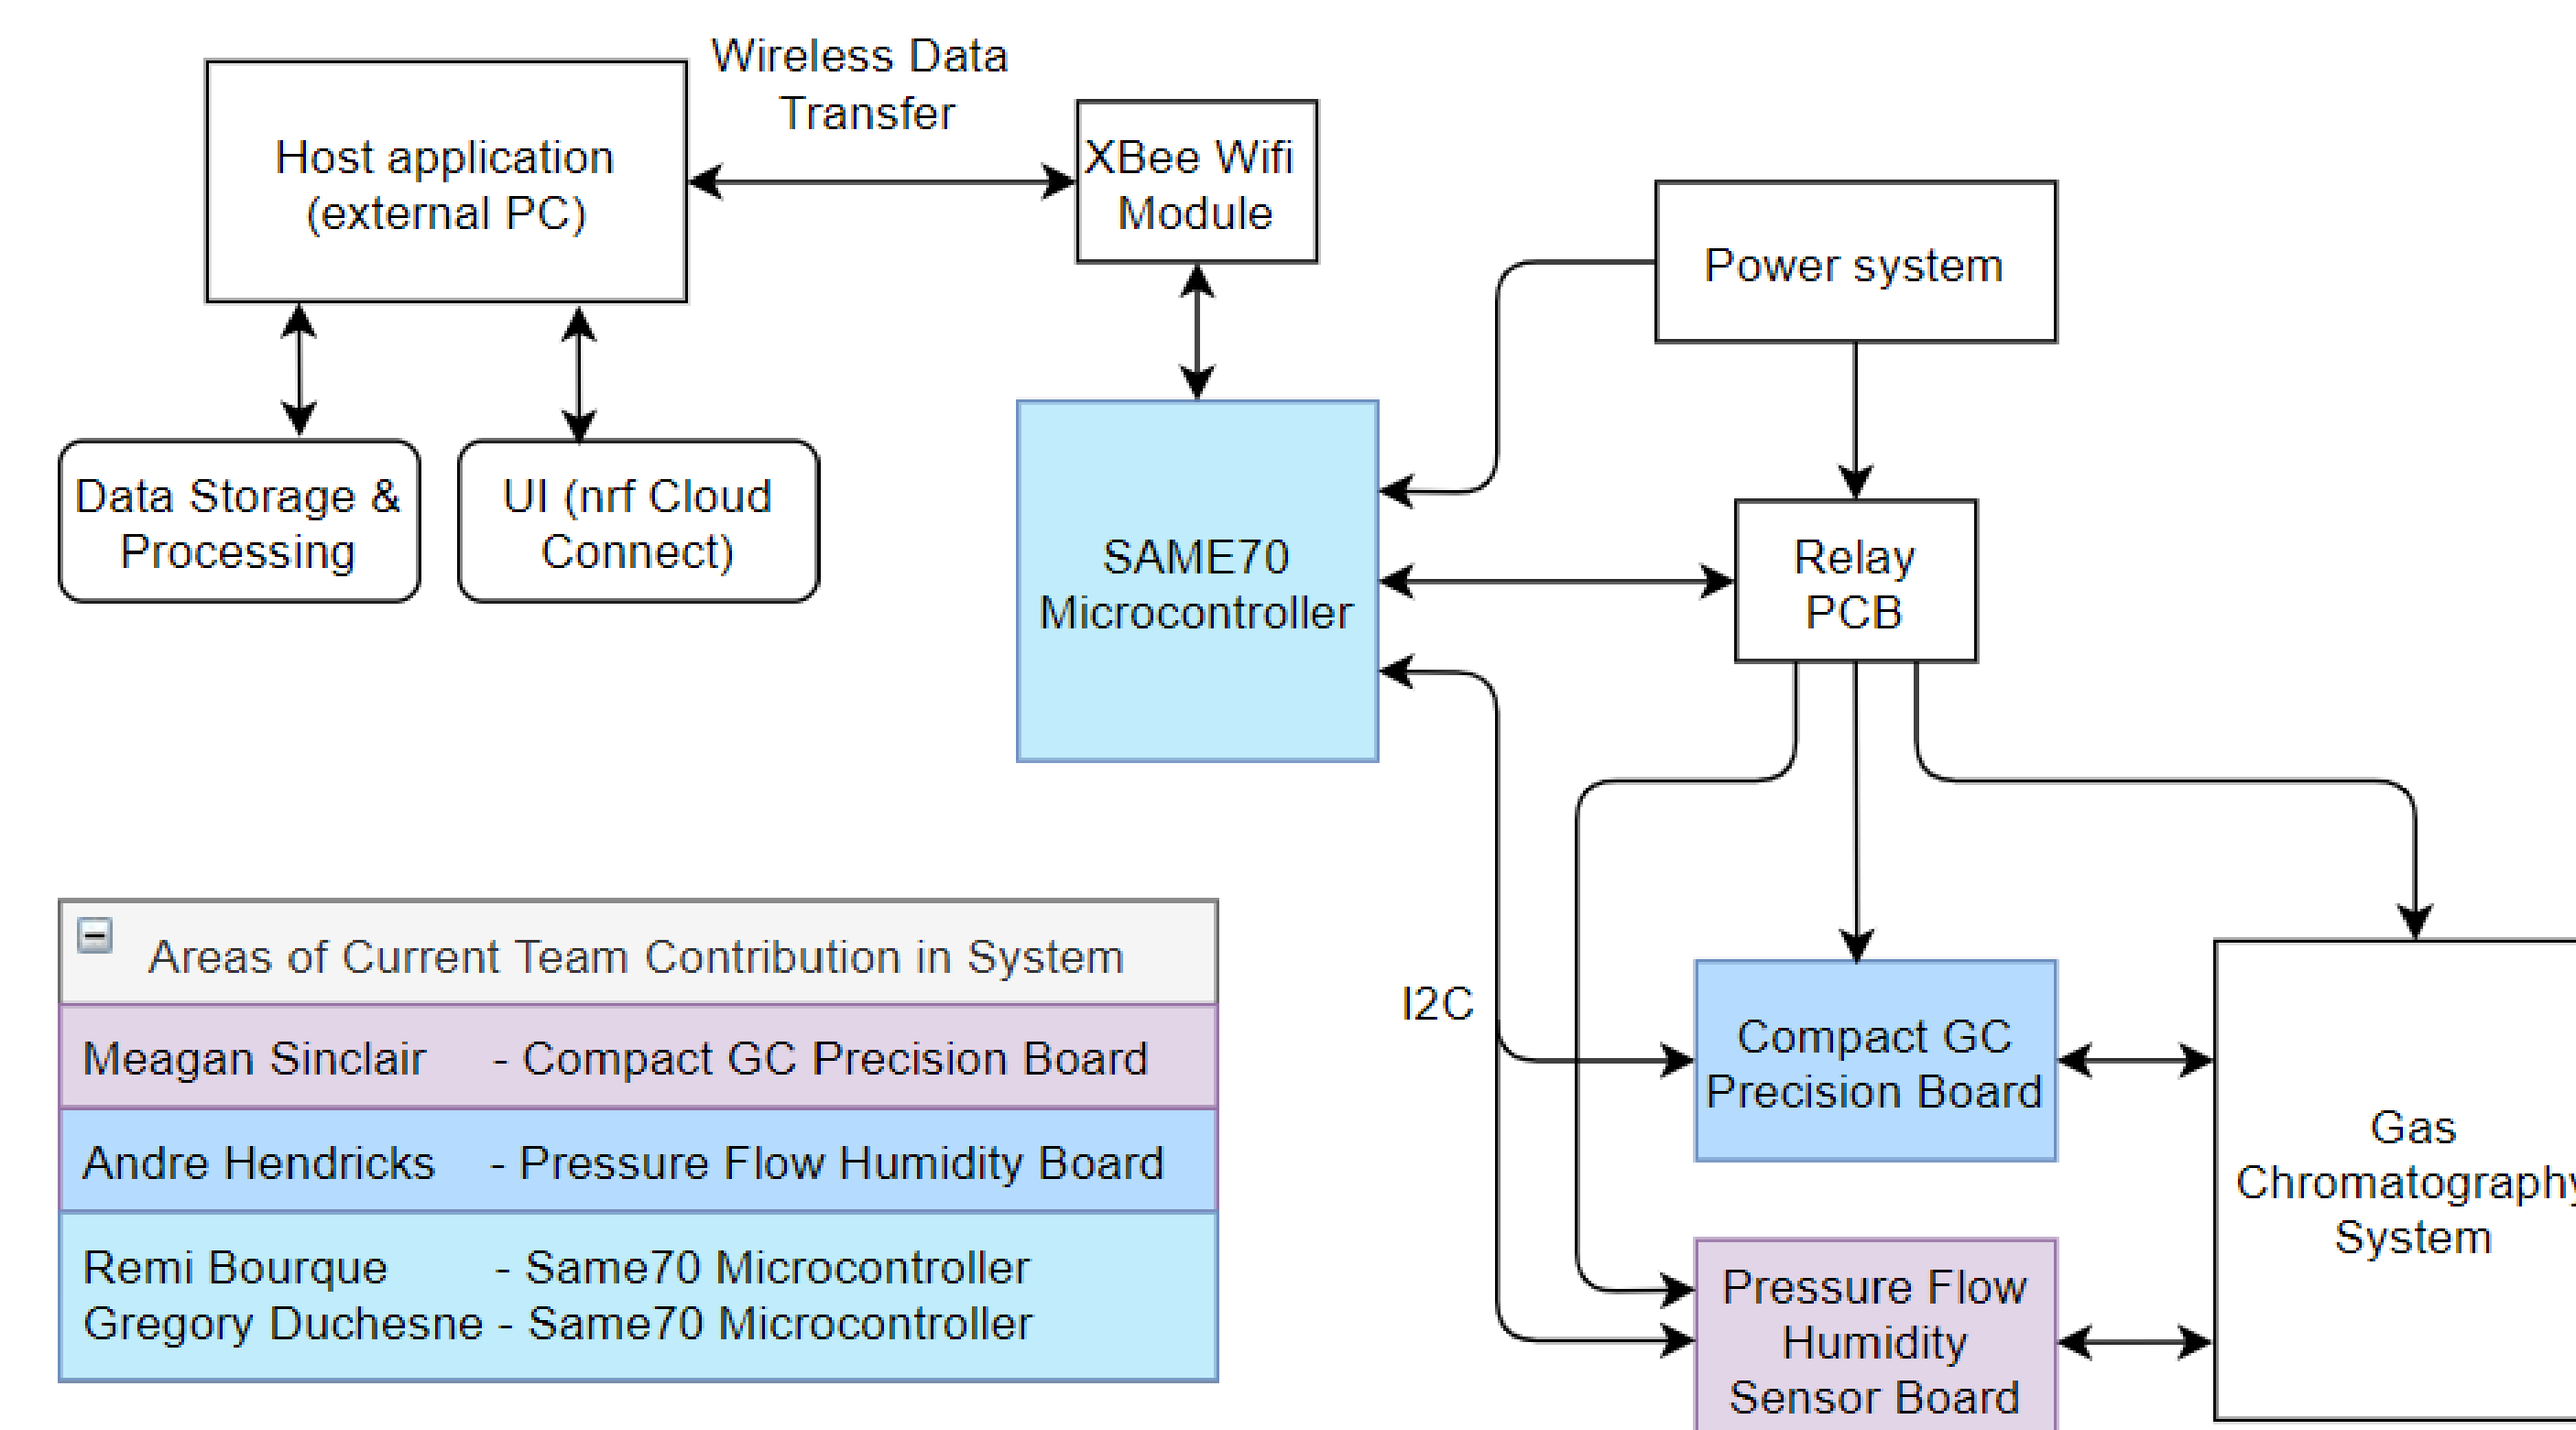 Wireless Data
Transfer
Host application
(external PC)
XBee Wifi
Module
Power system
Data Storage &
Processing
UI (nrf Cloud
Connect)
SAME70
Microcontroller
Relay
PCB
Areas of Current Team Contribution in System
Meagan Sinclair - Compact GC Precision Board
Andre Hendricks - Pressure Flow Humidity Board
Remi Bourque - Same70 Microcontroller
Gregory Duchesne - Same70 Microcontroller
I2C
Compact GC
Precision Board
Gas
Chromatography
System
Pressure Flow
Humidity
Sensor Board